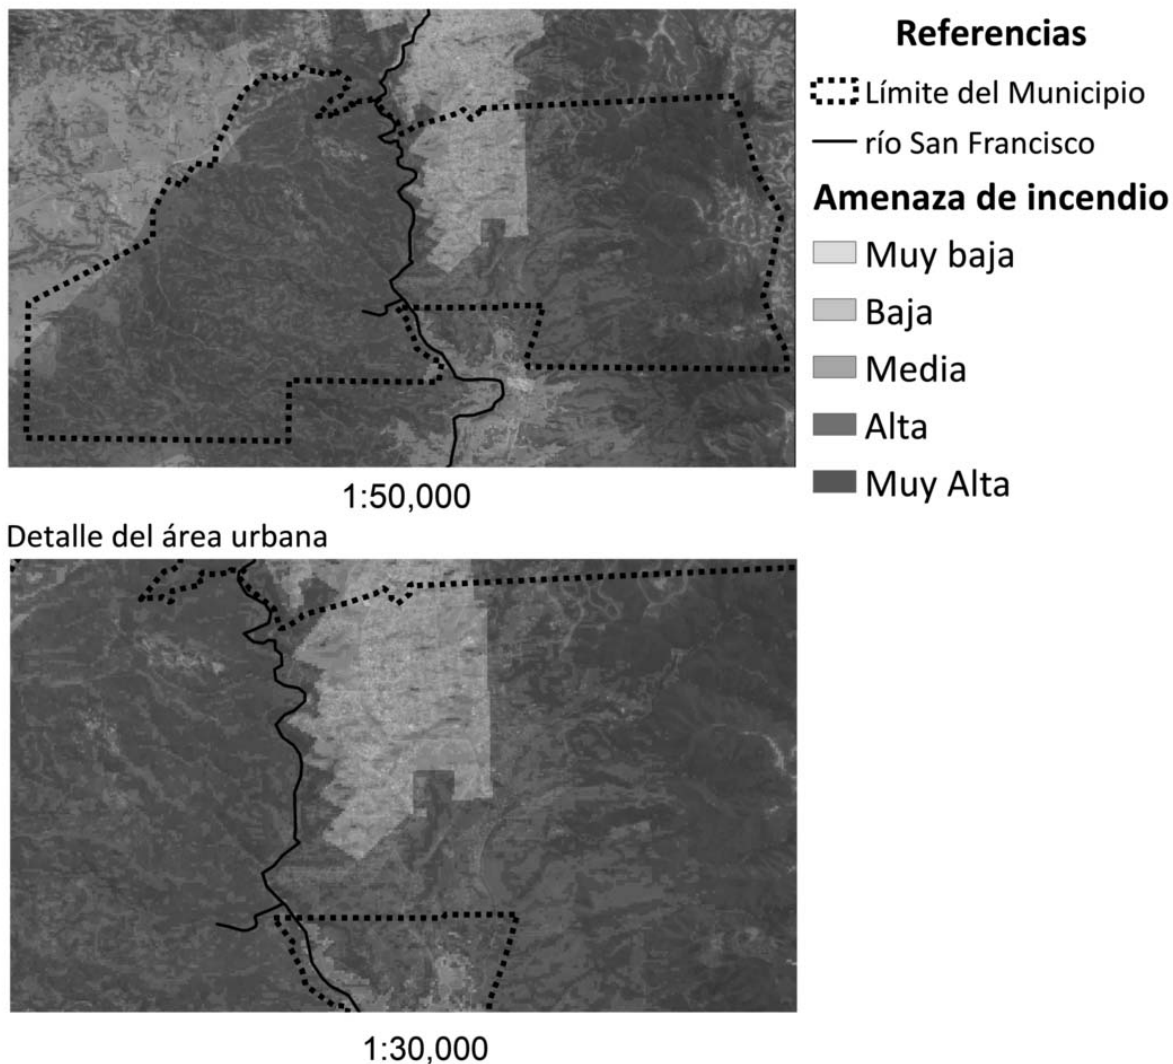 Referencias
Límite del Municipio
río San Francisco
Amenaza de incendio
Muy baja
Baja
Media
Alta
Muy Alta
1:50,000
Detalle del área urbana
1:30,000